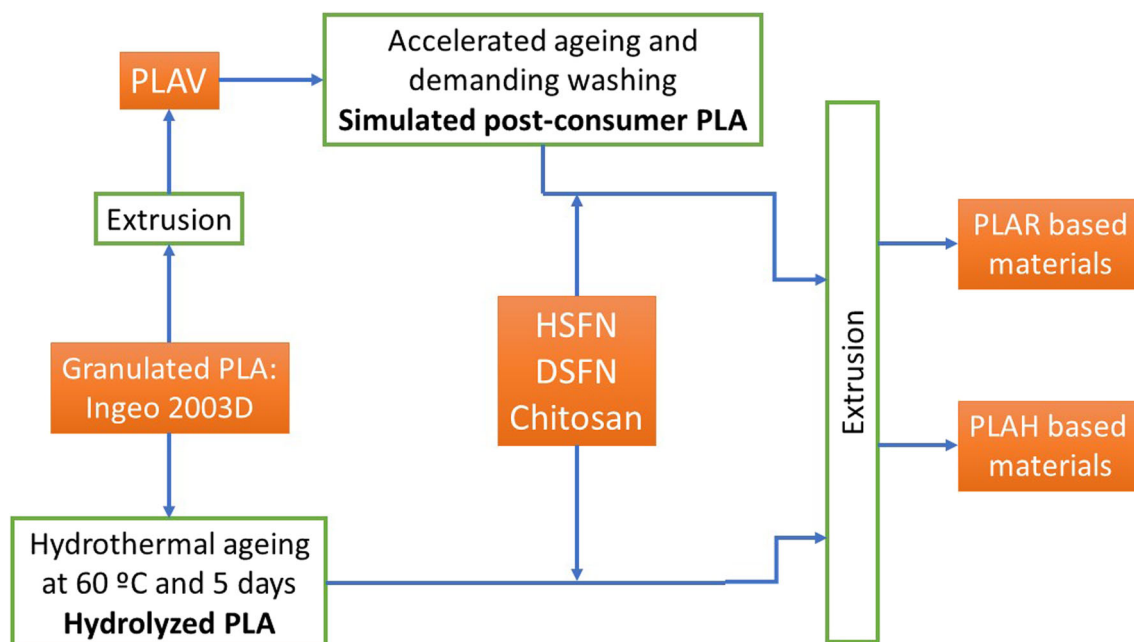 PLAV
Accelerated ageing and
demanding washing
Simulated post-consumer PLA
Extrusion
Granulated PLA:
Ingeo 2003D
HSFN
DSFN
Chitosan
Hydrothermal ageing
at 60 ºC and 5 days
Hydrolyzed PLA
Extrusion
PLAR based
materials
PLAH based
materials